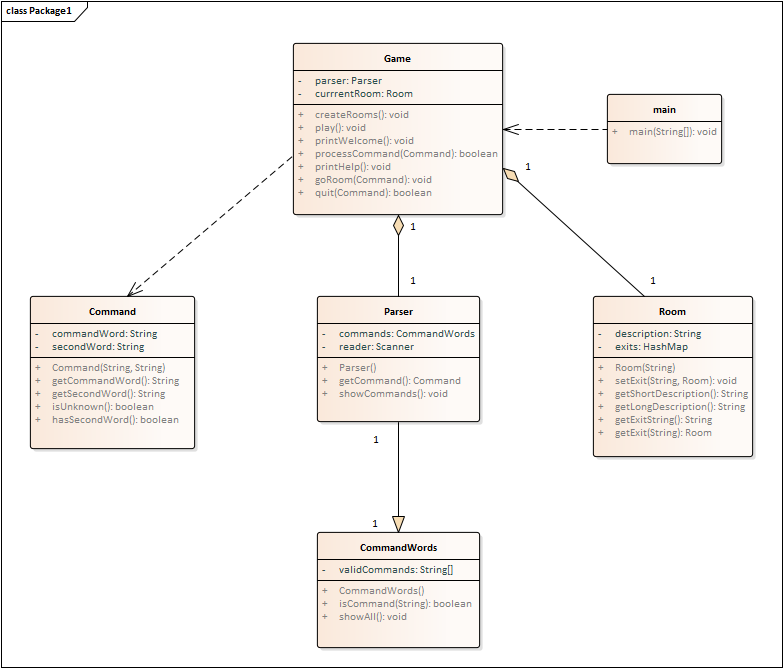 class Package1
Game
- parser: Parser
- currrentRoom: Room
+ createRooms(): void
+ play(): void
+ printWelcome(): void
+ processCommand(Command): boolean
+ printHelp(): void
+ goRoom(Command): void
+ quit(Command): boolean
main
+ main(String[]): void
1
1
1
1
Command
- commandWord: String
- secondWord: String
+ Command(String, String)
+ getCommandWord(): String
+ getSecondWord(): String
+ isUnknown(): boolean
+ hasSecondWord(): boolean
Parser
- commands: CommandWords
- reader: Scanner
+ Parser()
+ getCommand(): Command
+ showCommands(): void
Room
- description: String
- exits: HashMap
+ Room(String)
+ setExit(String, Room): void
+ getShortDescription(): String
+ getLongDescription(): String
+ getExitString(): String
+ getExit(String): Room
1
1
CommandWords
- validCommands: String[]
+ CommandWords()
+ isCommand(String): boolean
+ showAll(): void